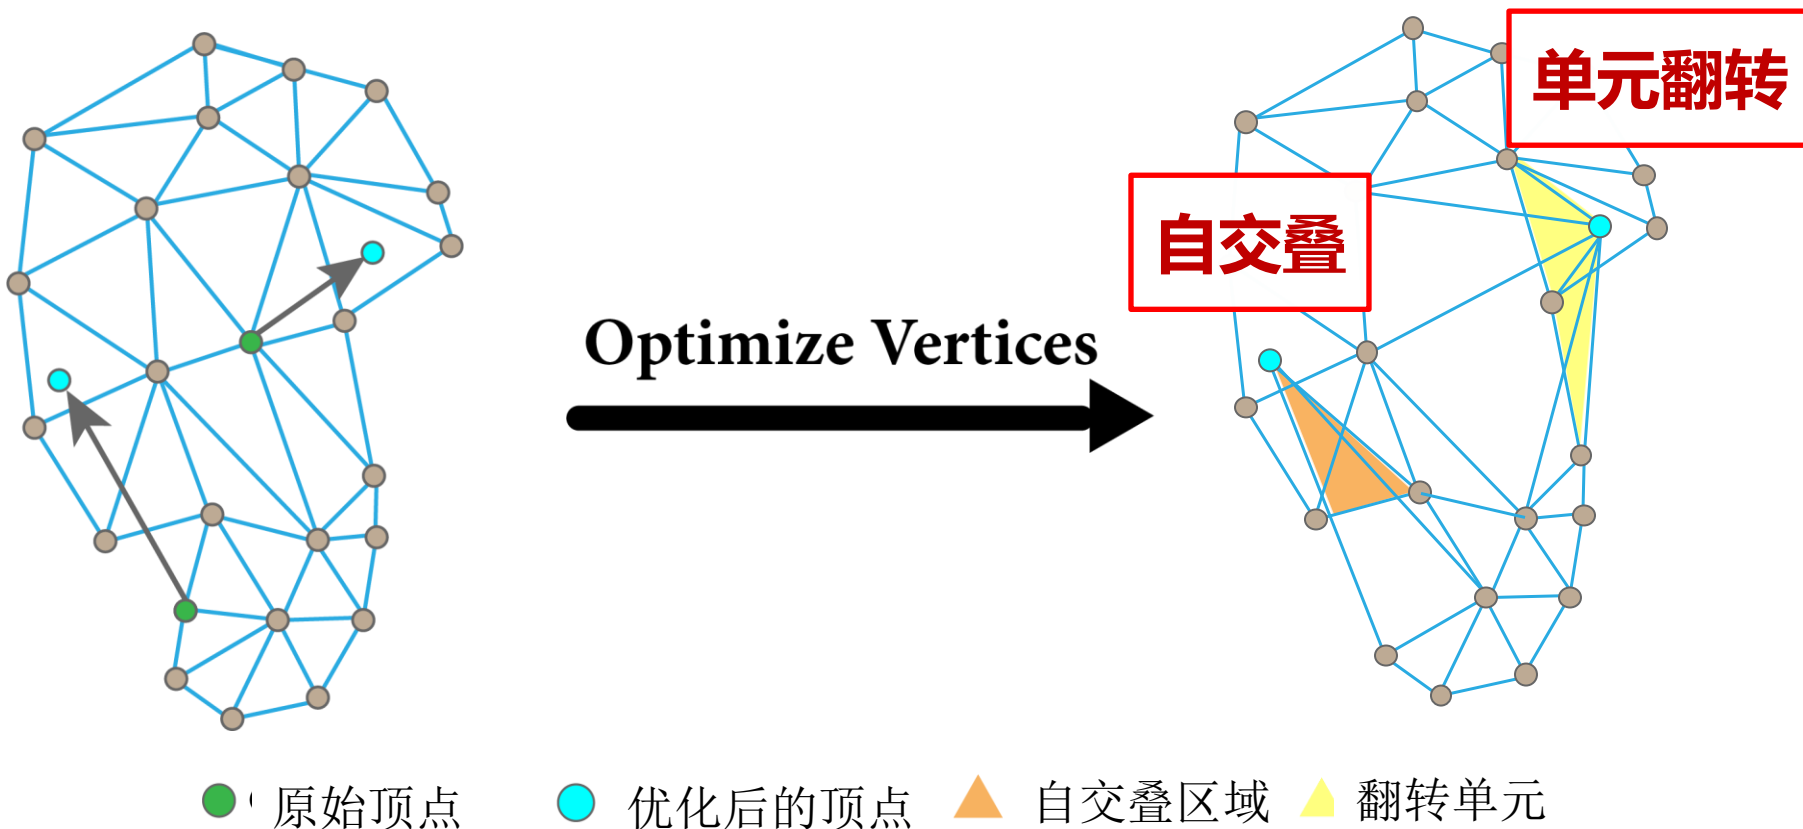 单元翻转
自交叠
Optimize Vertices
原始顶点
优化后的顶点
自交叠区域
翻转单元